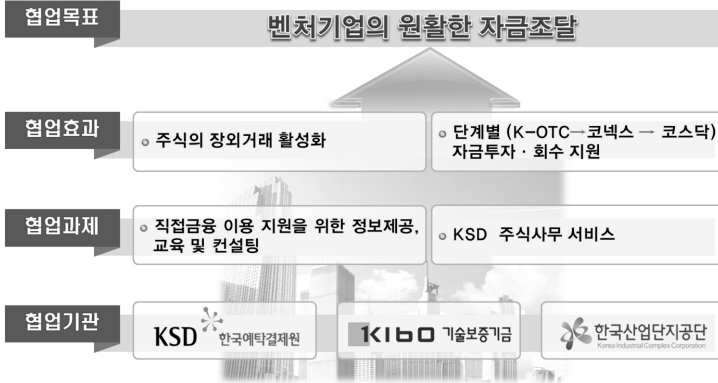 협업목표
벤처기업의 원활한 자금조달
협업효과
주식의 장외거래 활성화
단계별 (K-OTC→코넥스 → 코스닥)
자금투자 · 회수 지원
협업과제
직접금융 이용 지원을 위한 정보제공,
교육 및 컨설팅
KSD 주식사무 서비스
협업기관
KSD 한국예탁결제원
KIBO 기술보증기금
한국산업단지공단
Korea Industrial Complex Corporation